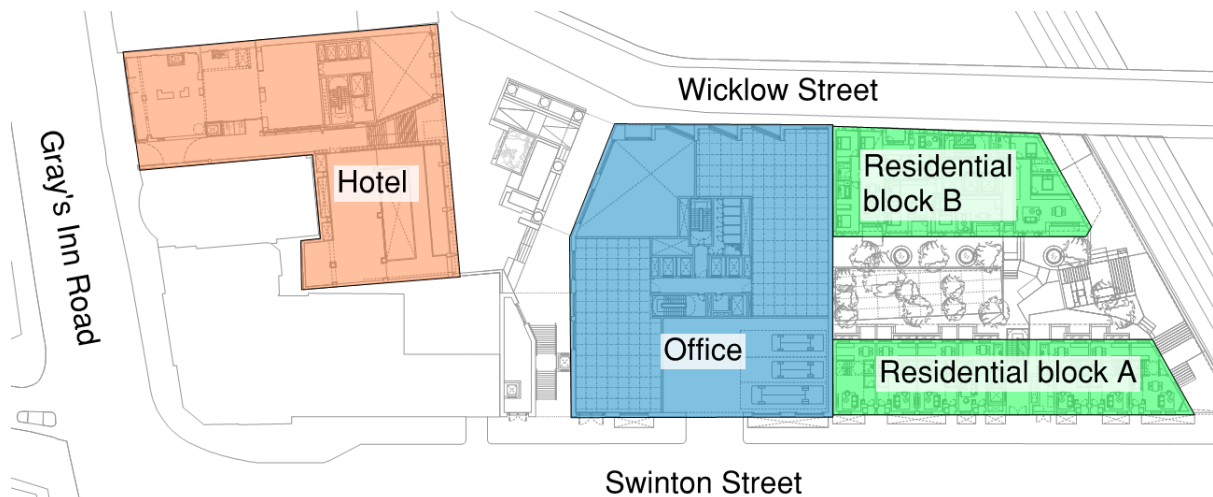 Wicklow Street
Gray's Inn Road
Hotel
Residential
block B
Office
Residential block A
Swinton Street